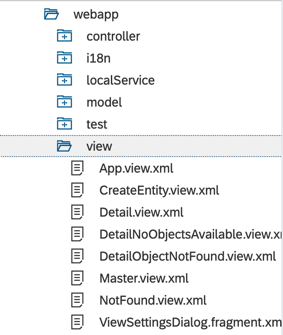 webapp
controller
i18n
localService
model
test
view
App.view.xml
CreateEntity.view.xml
Detail.view.xml
DetailNoObjectsAvailable.view.x
DetailObjectNotFound.view.xml
Master.view.xml
NotFound.view.xml
ViewSettingsDialog.fragment.xm